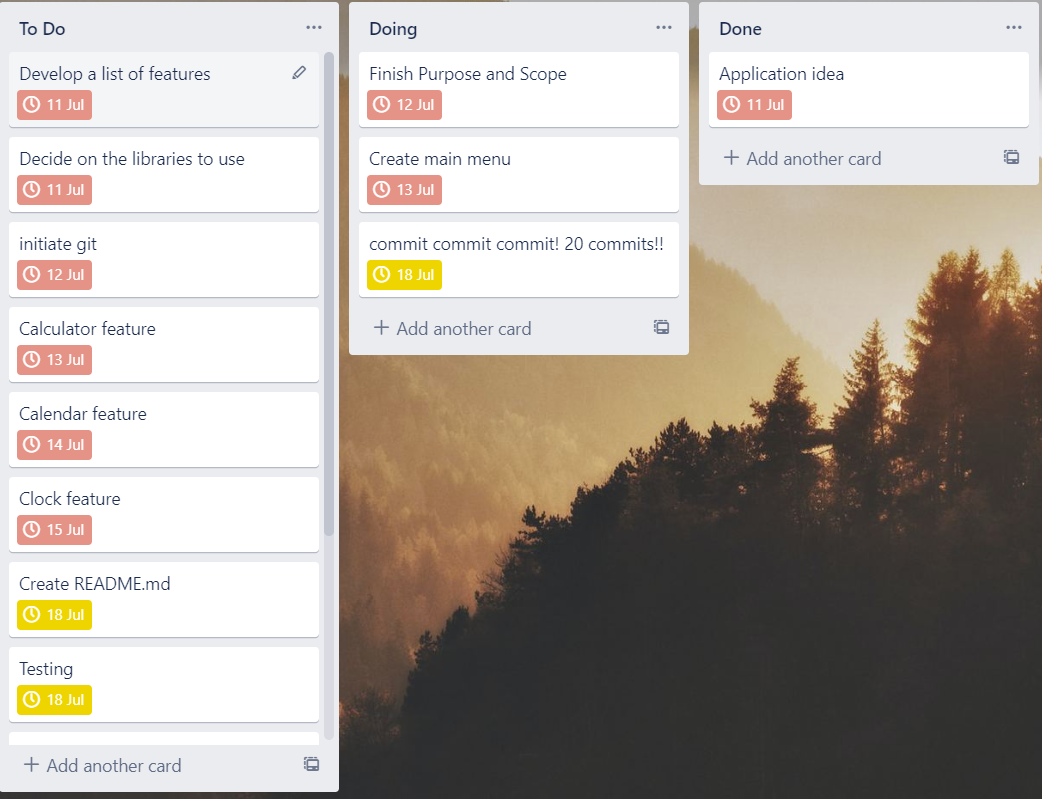 To Do
Develop a list of features
11 Jul
Decide on the libraries to use
11 Jul
initiate git
12 Jul
Calculator feature
13 Jul
Calendar feature
14 Jul
Clock feature
15 Jul
Create README.md
18 Jul
Testing
18 Jul
+ Add another card
Doing
Finish Purpose and Scope
12 Jul
Create main menu
13 Jul
commit commit commit! 20 commits!!
18 Jul
+ Add another card
Done
Application idea
11 Jul
+ Add another card